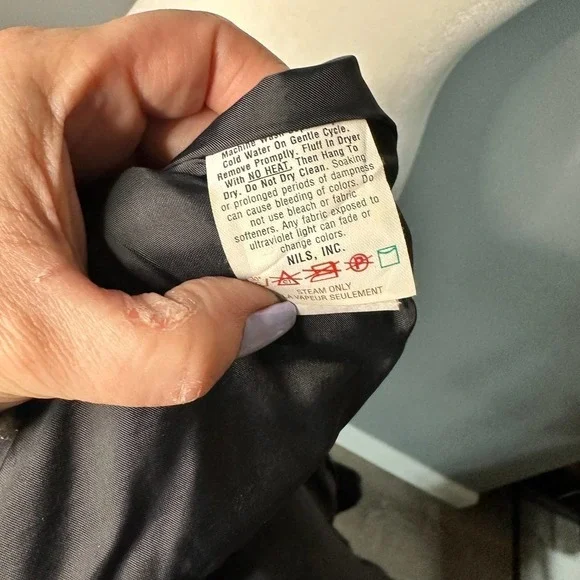 Machine Wash
Cold Water On Gentle Cycle.
Remove Promptly. Fluff In Dryer
With NO HEAT, Then Hang To
Dry. Do Not Dry Clean. Soaking
or prolonged periods of dampness
can cause bleeding of colors. Do
not use bleach or fabric
softeners. Any fabric exposed to
ultraviolet light can fade or
change colors.
NILS, INC.
P
STEAM ONLY
A VAPEUR SEULEMENT